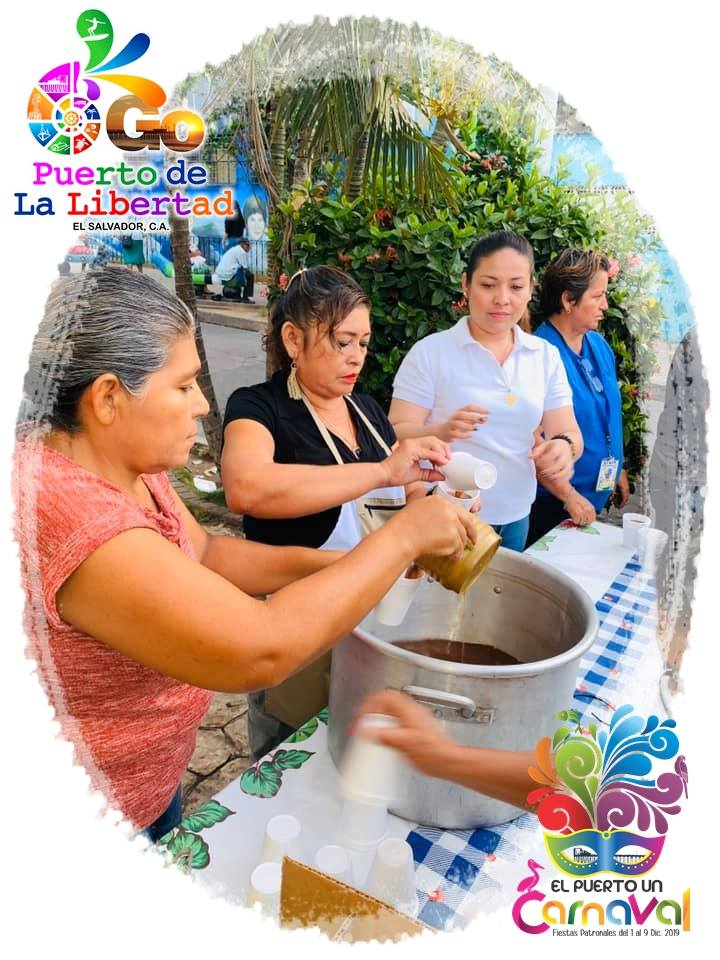 Go
Puerto de
La Libertad
EL SALVADOR, C.A.
EL PUERTO UN
Carnaval
Fiestas Patronales del 1 al 9 Dic. 2019